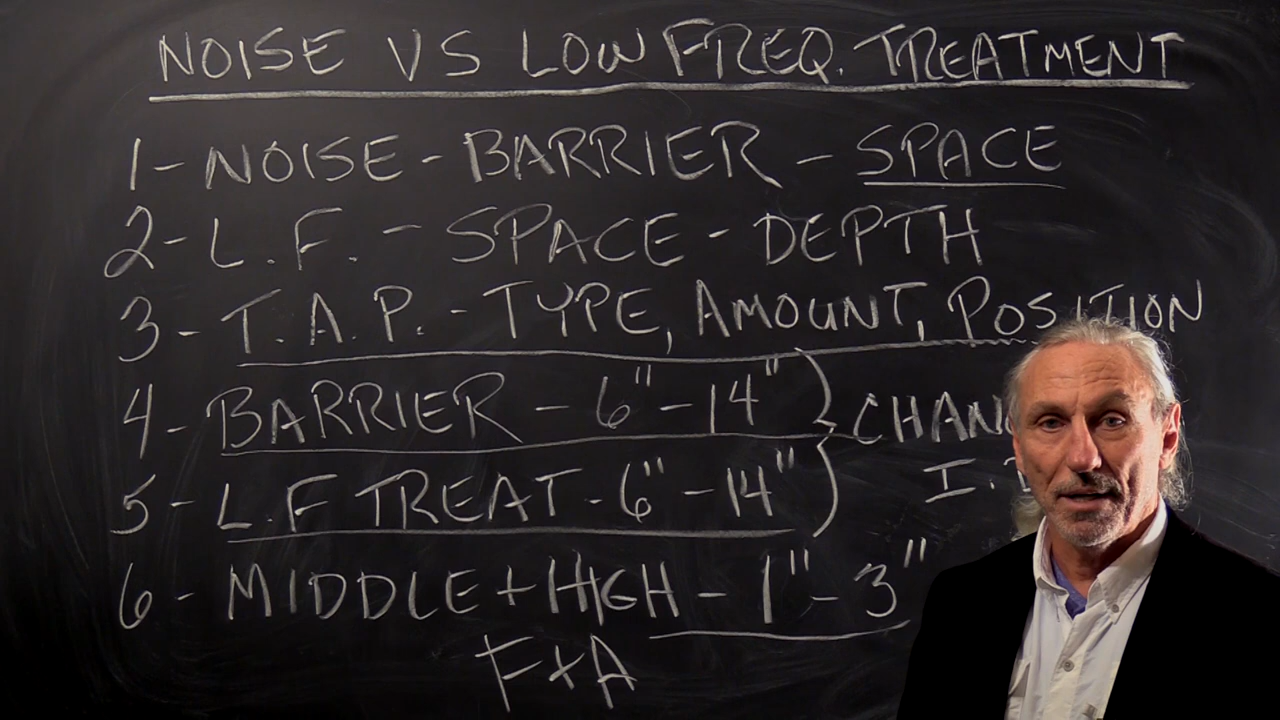 NOISE VS LOW FREQ. TREATMENT
1- NOISE - BARRIER - SPACE
2- L.F. - SPACE - DEPTH
3- T.A.P. - TYPE, AMOUNT, POSITION
4- BARRIER - 6" - 14" }
5- L.F TREAT - 6" - 14" }
6- MIDDLE + HIGH - 1" - 3"
F+A